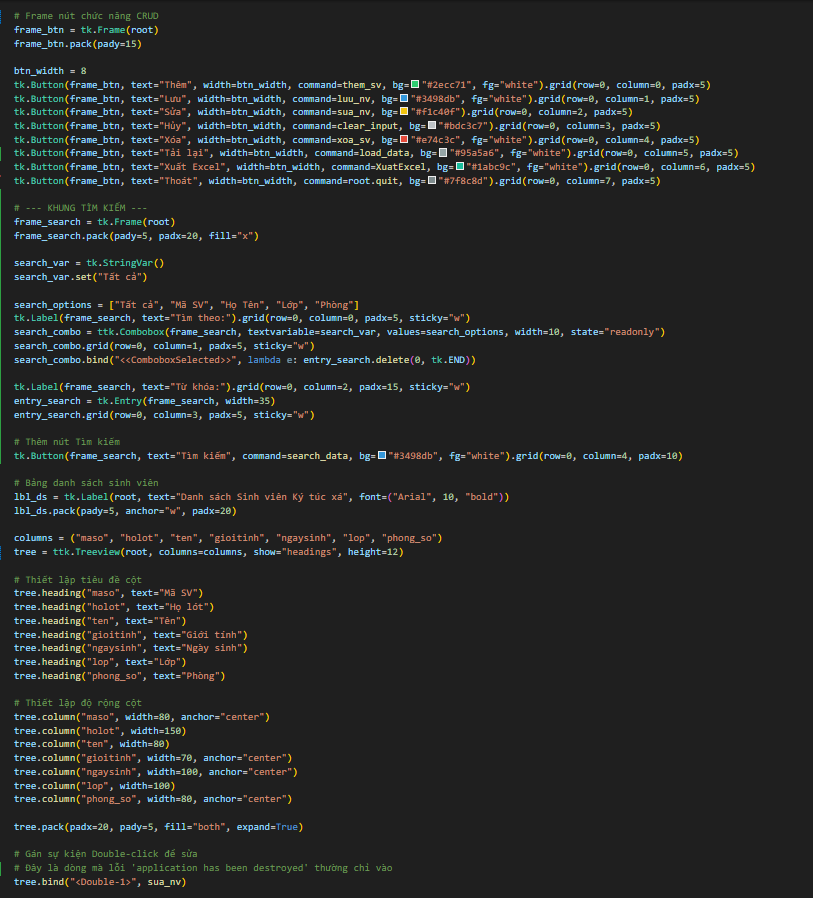 # Frame nút chức năng CRUD
frame_btn = tk.Frame(root)
frame_btn.pack(pady=15)
btn_width = 8
tk.Button(frame_btn, text="Thêm", width=btn_width, command=them_sv, bg="#2ecc71", fg="white").grid(row=0, column=0, padx=5)
tk.Button(frame_btn, text="Lưu", width=btn_width, command=luu_nv, bg="#3498db", fg="white").grid(row=0, column=1, padx=5)
tk.Button(frame_btn, text="Sửa", width=btn_width, command=sua_nv, bg="#f1c40f").grid(row=0, column=2, padx=5)
tk.Button(frame_btn, text="Hủy", width=btn_width, command=clear_input, bg="#bdc3c7").grid(row=0, column=3, padx=5)
tk.Button(frame_btn, text="Xóa", width=btn_width, command=xoa_sv, bg="#e74c3c", fg="white").grid(row=0, column=4, padx=5)
tk.Button(frame_btn, text="Tải lại", width=btn_width, command=load_data, bg="#95a5a6", fg="white").grid(row=0, column=5, padx=5)
tk.Button(frame_btn, text="Xuất Excel", width=btn_width, command=XuatExcel, bg="#1abc9c", fg="white").grid(row=0, column=6, padx=5)
tk.Button(frame_btn, text="Thoát", width=btn_width, command=root.quit, bg="#7f8c8d").grid(row=0, column=7, padx=5)
# --- KHUNG TÌM KIẾM ---
frame_search = tk.Frame(root)
frame_search.pack(pady=5, padx=20, fill="x")
search_var = tk.StringVar()
search_var.set("Tất cả")
search_options = ["Tất cả", "Mã SV", "Họ Tên", "Lớp", "Phòng"]
tk.Label(frame_search, text="Tìm theo:").grid(row=0, column=0, padx=5, sticky="w")
search_combo = ttk.Combobox(frame_search, textvariable=search_var, values=search_options, width=10, state="readonly")
search_combo.grid(row=0, column=1, padx=5, sticky="w")
search_combo.bind("<<ComboboxSelected>>", lambda e: entry_search.delete(0, tk.END))
tk.Label(frame_search, text="Từ khóa:").grid(row=0, column=2, padx=15, sticky="w")
entry_search = tk.Entry(frame_search, width=35)
entry_search.grid(row=0, column=3, padx=5, sticky="w")
# Thêm nút Tìm kiếm
tk.Button(frame_search, text="Tìm kiếm", command=search_data, bg="#3498db", fg="white").grid(row=0, column=4, padx=10)
# Bảng danh sách sinh viên
lbl_ds = tk.Label(root, text="Danh sách Sinh viên Ký túc xá", font=("Arial", 10, "bold"))
lbl_ds.pack(pady=5, anchor="w", padx=20)
columns = ("maso", "holot", "ten", "gioitinh", "ngaysinh", "lop", "phong_so")
tree = ttk.Treeview(root, columns=columns, show="headings", height=12)
# Thiết lập tiêu đề cột
tree.heading("maso", text="Mã SV")
tree.heading("holot", text="Họ lót")
tree.heading("ten", text="Tên")
tree.heading("gioitinh", text="Giới tính")
tree.heading("ngaysinh", text="Ngày sinh")
tree.heading("lop", text="Lớp")
tree.heading("phong_so", text="Phòng")
# Thiết lập độ rộng cột
tree.column("maso", width=80, anchor="center")
tree.column("holot", width=150)
tree.column("ten", width=80)
tree.column("gioitinh", width=70, anchor="center")
tree.column("ngaysinh", width=100, anchor="center")
tree.column("lop", width=100)
tree.column("phong_so", width=80, anchor="center")
tree.pack(padx=20, pady=5, fill="both", expand=True)
# Gán sự kiện Double-click để sửa
# Đây là dòng mà lỗi 'application has been destroyed' thường chỉ vào
tree.bind("<Double-1>", sua_nv)